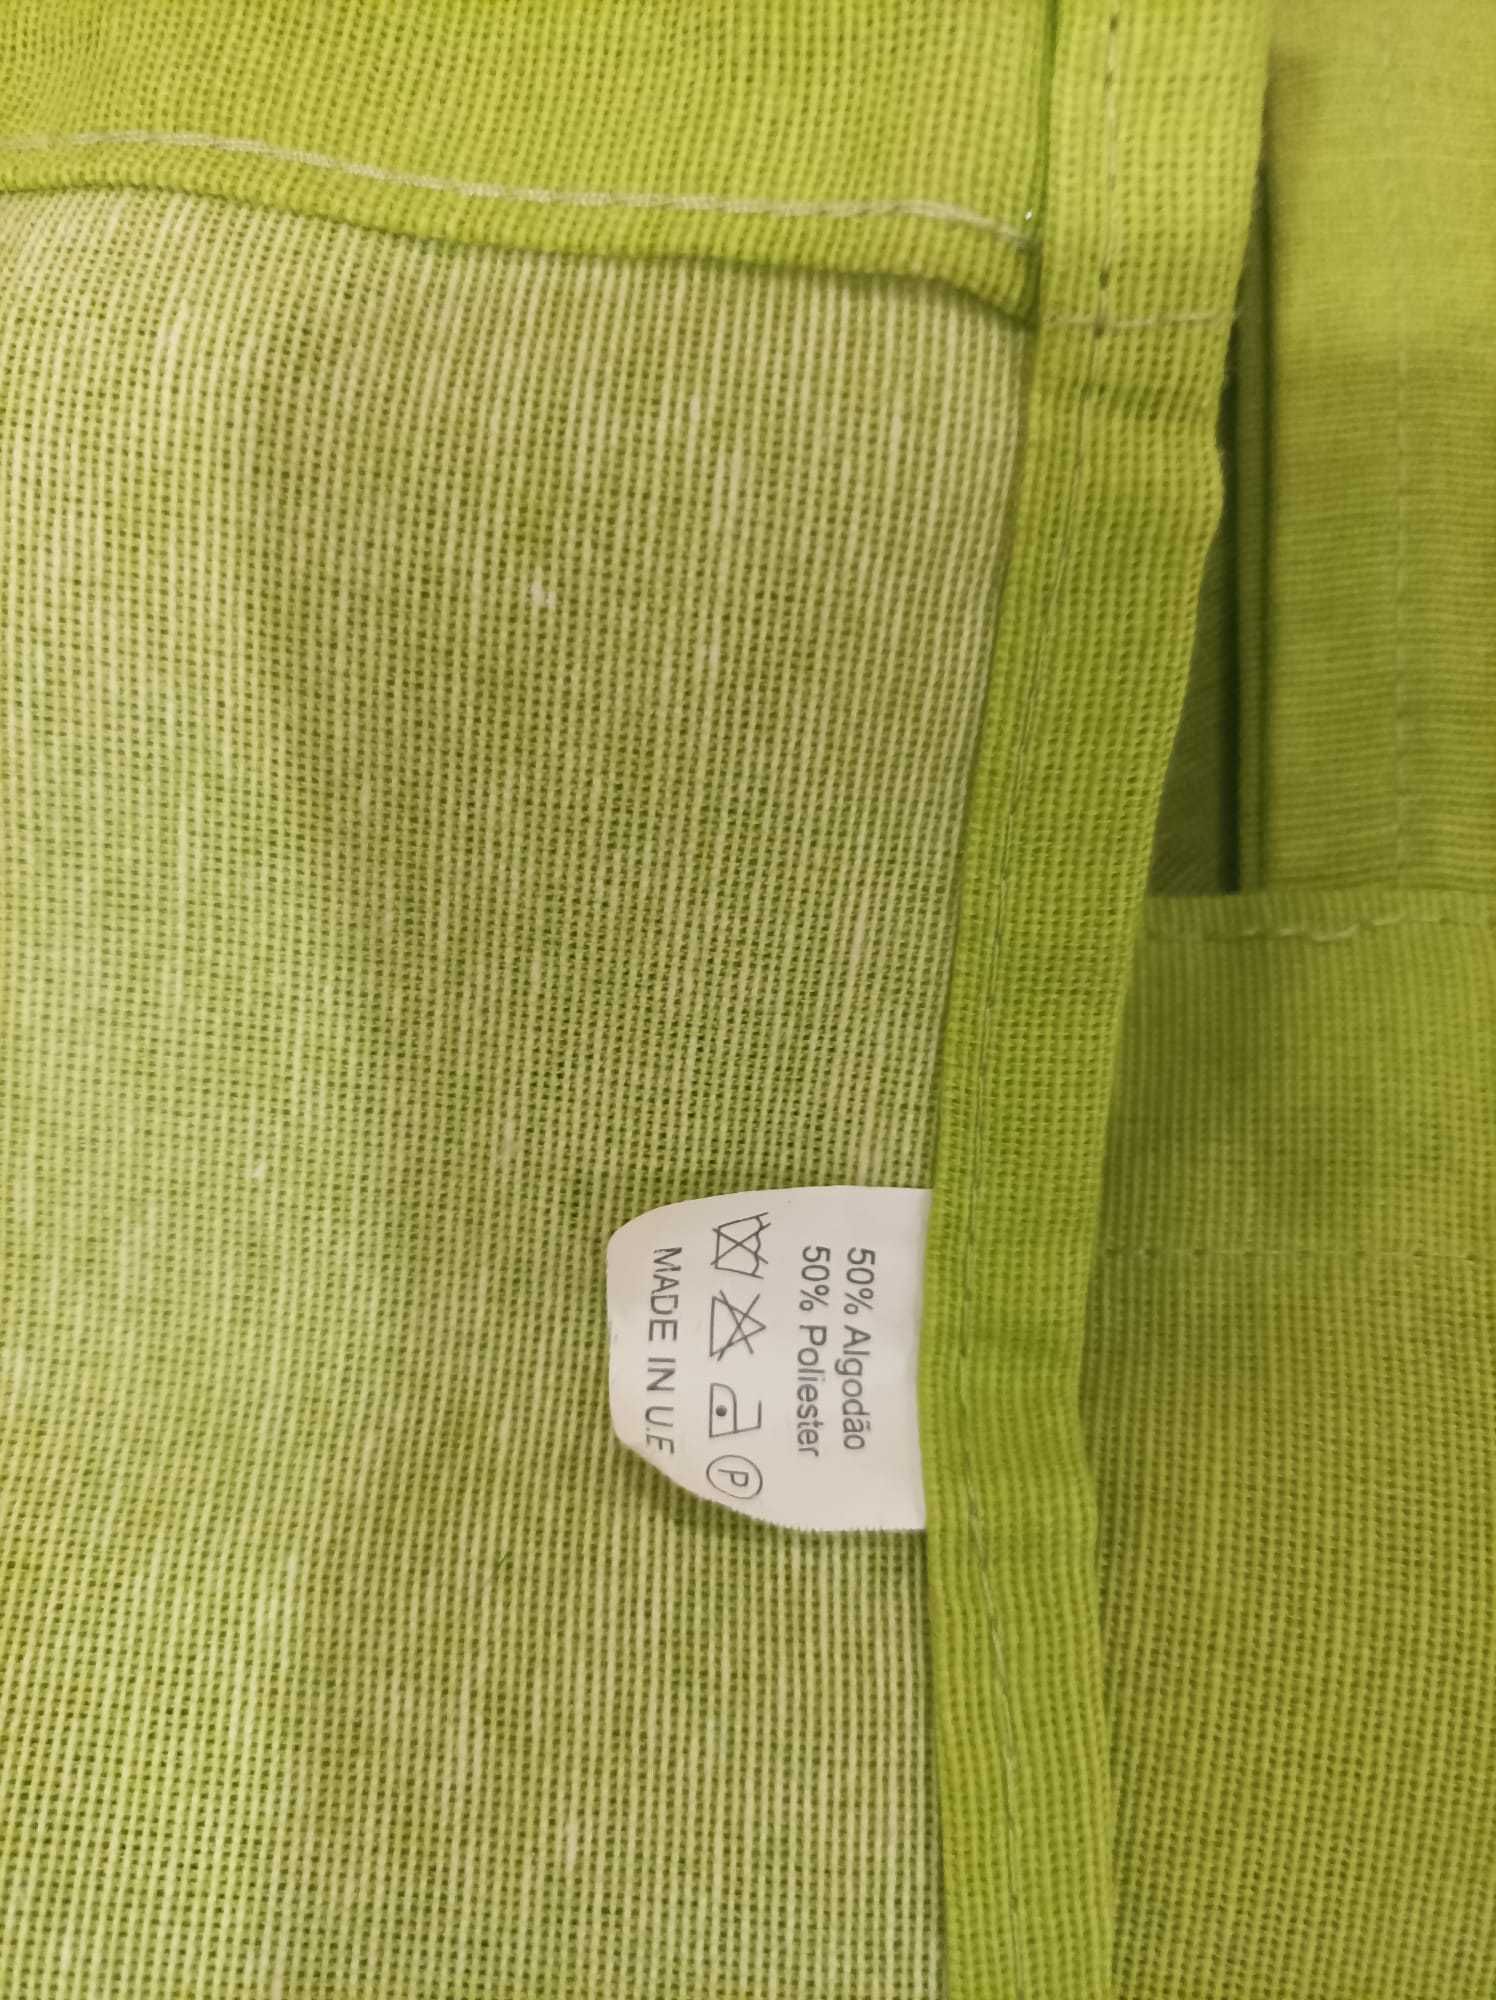 50% Algodão
50% Poliester
P
MADE IN U.E